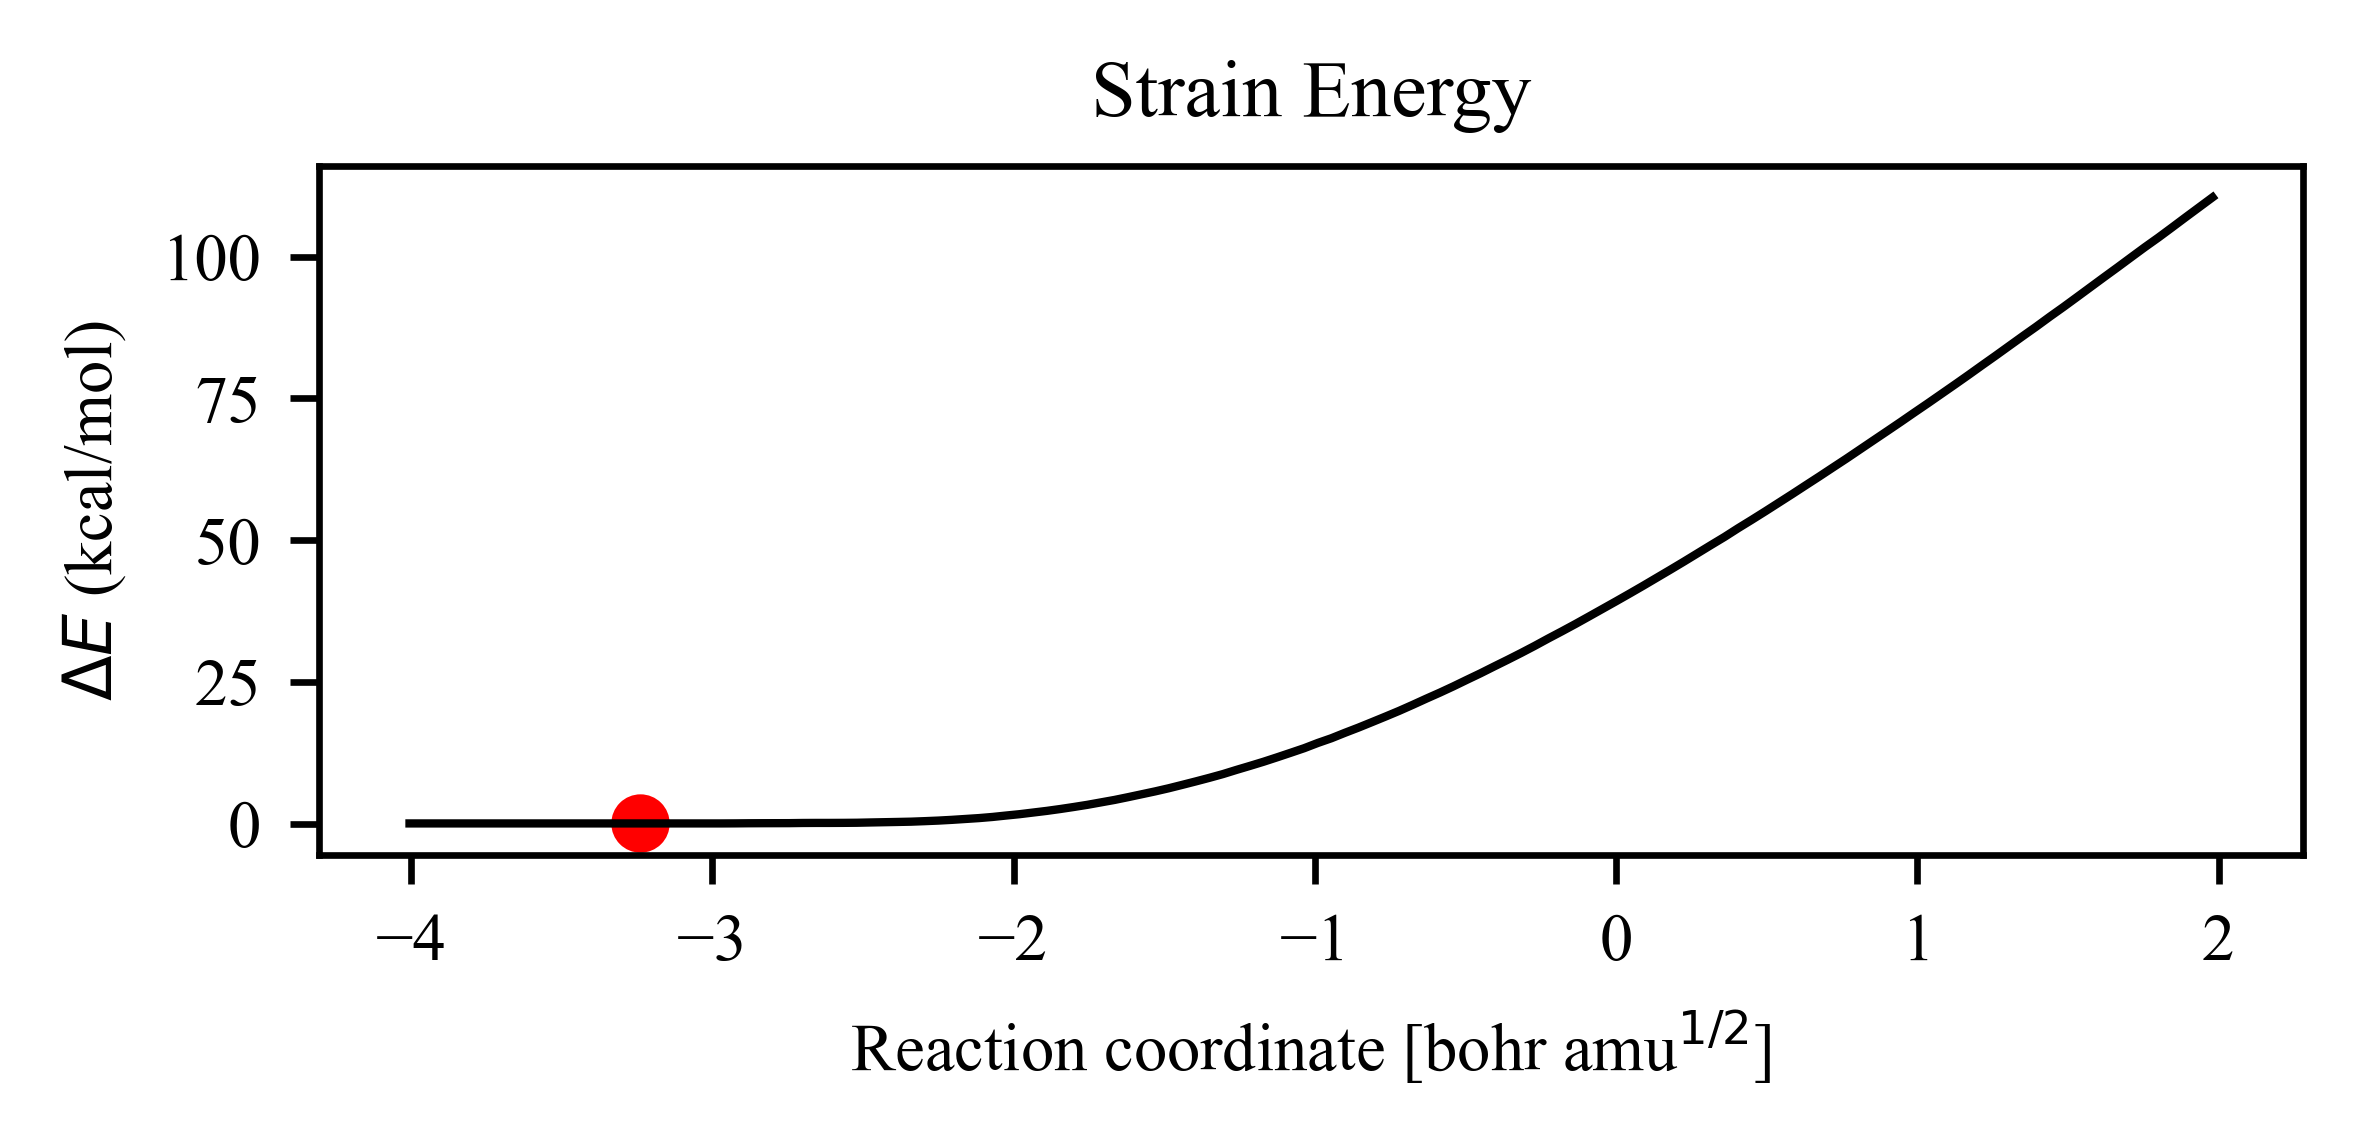 Strain Energy
ΔE (kcal/mol)
100
75
50
25
0
−4 −3 −2 −1 0 1 2
Reaction coordinate [bohr amu^1/2]